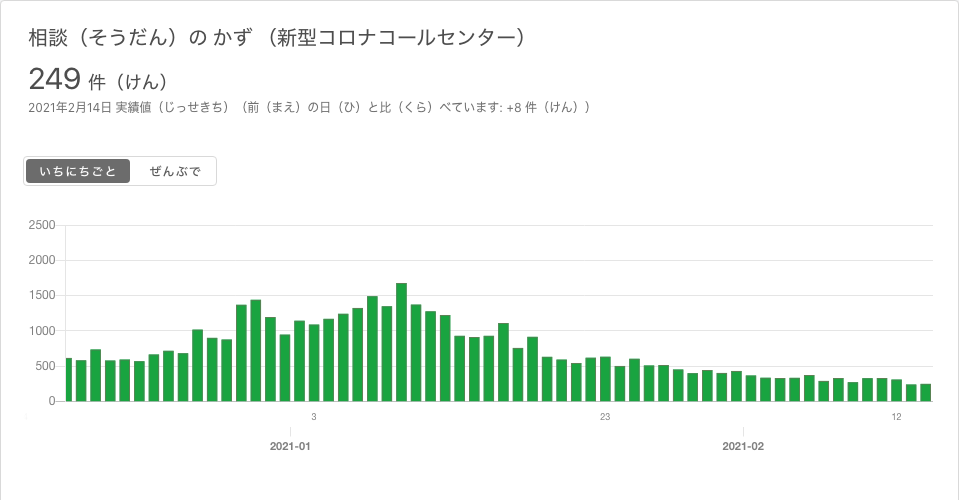 相談（そうだん）の かず （新型コロナコールセンター）
249 件（けん）
2021年2月14日 実績値（じっせきち）（前（まえ）の日（ひ）と比（くら）べています: +8 件（けん））
いちにちごと ぜんぶで
2500
2000
1500
1000
500
0
3 23 12
2021-01 2021-02